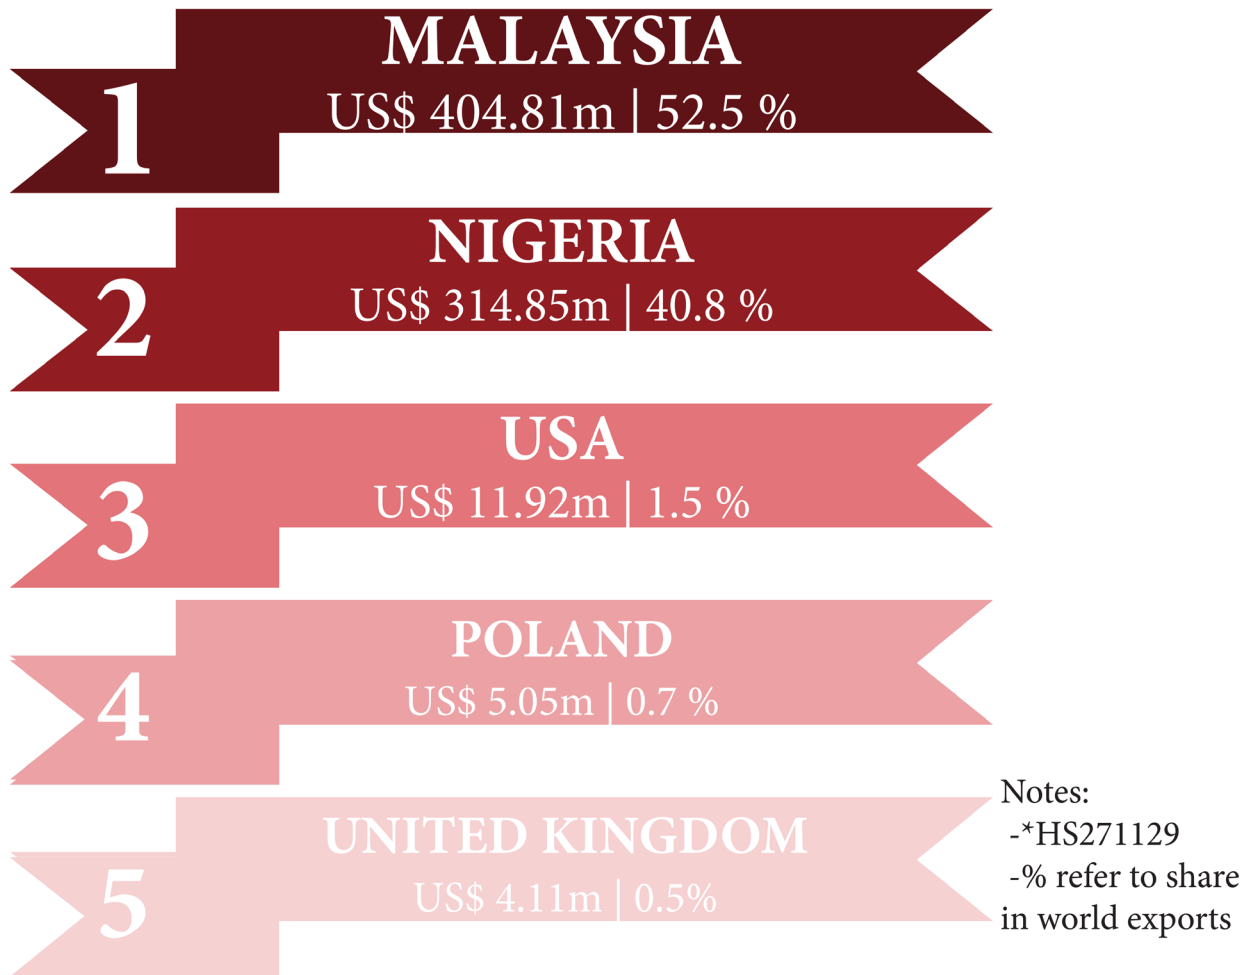 MALAYSIA
1
US$ 404.81m | 52.5 %
NIGERIA
2
US$ 314.85m | 40.8 %
USA
3
US$ 11.92m | 1.5 %
POLAND
4
US$ 5.05m | 0.7 %
UNITED KINGDOM
5
US$ 4.11m | 0.5%
Notes:
-*HS271129
-% refer to share
in world exports